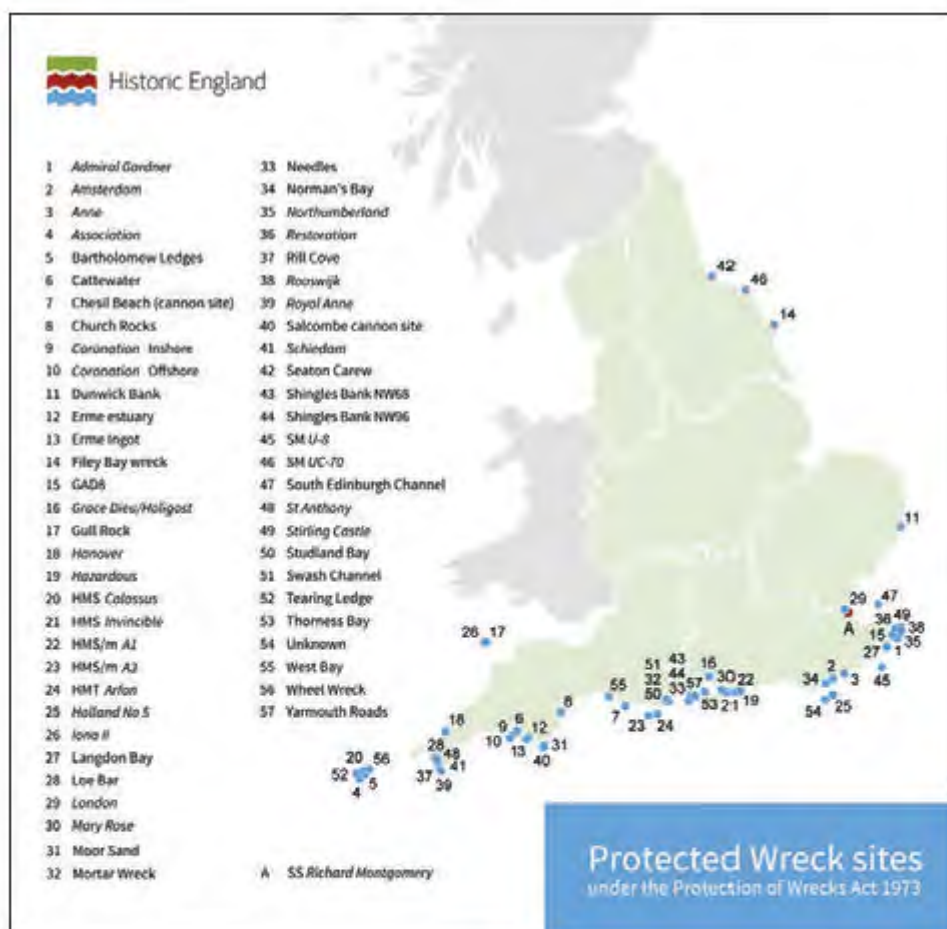 Historic England
1 Admiral Gardner
2 Amsterdam
3 Anne
4 Association
5 Bartholomew Ledges
6 Cattewater
7 Chesil Beach (cannon site)
8 Church Rocks
9 Coronation Inshore
10 Coronation Offshore
11 Dunwick Bank
12 Erme estuary
13 Erme Ingot
14 Filey Bay wreck
15 GAD8
16 Grace Dieu/Holigost
17 Gull Rock
18 Hanover
19 Hazardous
20 HMS Colossus
21 HMS Invincible
22 HMS/m A1
23 HMS/m A3
24 HMT Arfon
25 Holland No 5
26 Iona II
27 Langdon Bay
28 Loe Bar
29 London
30 Mary Rose
31 Moor Sand
32 Mortar Wreck
33 Needles
34 Norman's Bay
35 Northumberland
36 Restoration
37 Rill Cove
38 Rooswijk
39 Royal Anne
40 Salcombe cannon site
41 Schiedam
42 Seaton Carew
43 Shingles Bank NW68
44 Shingles Bank NW96
45 SM U-8
46 SM UC-70
47 South Edinburgh Channel
48 St Anthony
49 Stirling Castle
50 Studland Bay
51 Swash Channel
52 Tearing Ledge
53 Thorness Bay
54 Unknown
55 West Bay
56 Wheel Wreck
57 Yarmouth Roads
A SS Richard Montgomery
42
46
14
11
29 47
A
36 49
38
15 35
27 1
45
26 17
51 43 16
32 44 30 22
50 33 57
2
34 3
54 25
55
7
23 24
53 21 19
8
18
9 6 12
10 13 31
40
28 48
37 41
39
20 56
52 5
4
Protected Wreck sites
under the Protection of Wrecks Act 1973